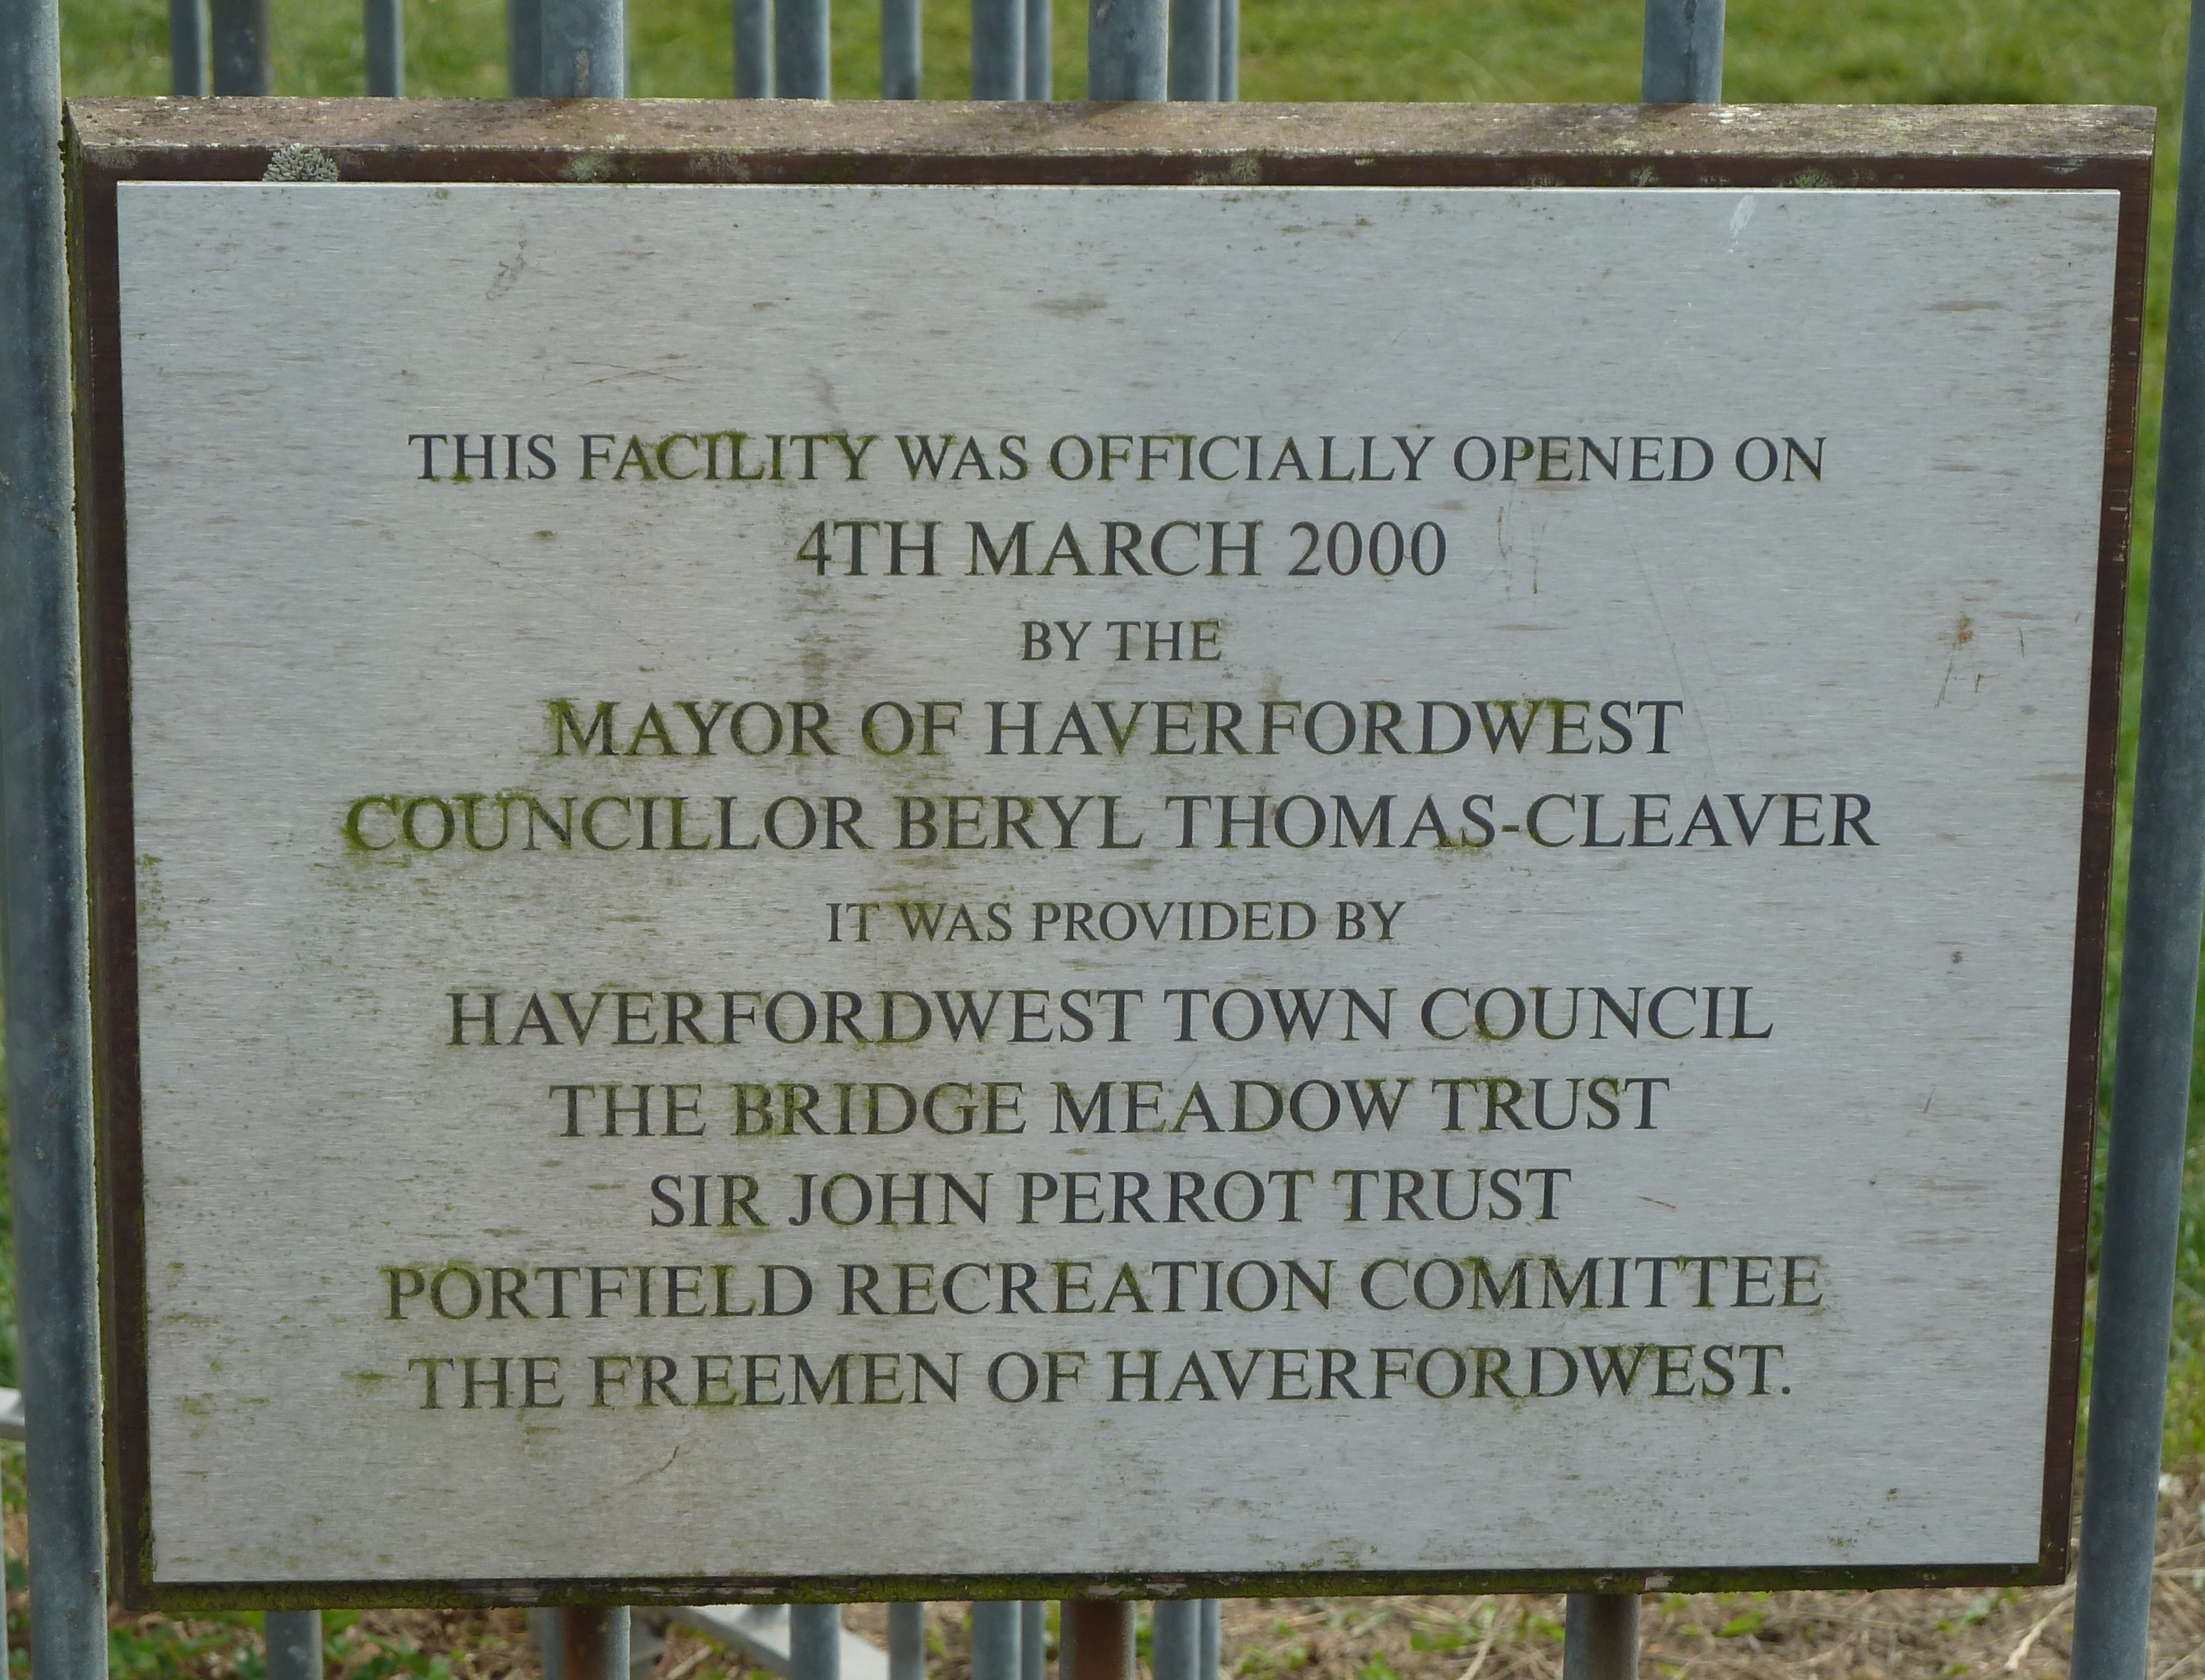 THIS FACILITY WAS OFFICIALLY OPENED ON
4TH MARCH 2000
BY THE
MAYOR OF HAVERFORDWEST
COUNCILLOR BERYL THOMAS-CLEAVER
IT WAS PROVIDED BY
HAVERFORDWEST TOWN COUNCIL
THE BRIDGE MEADOW TRUST
SIR JOHN PERROT TRUST
PORTFIELD RECREATION COMMITTEE
THE FREEMEN OF HAVERFORDWEST.